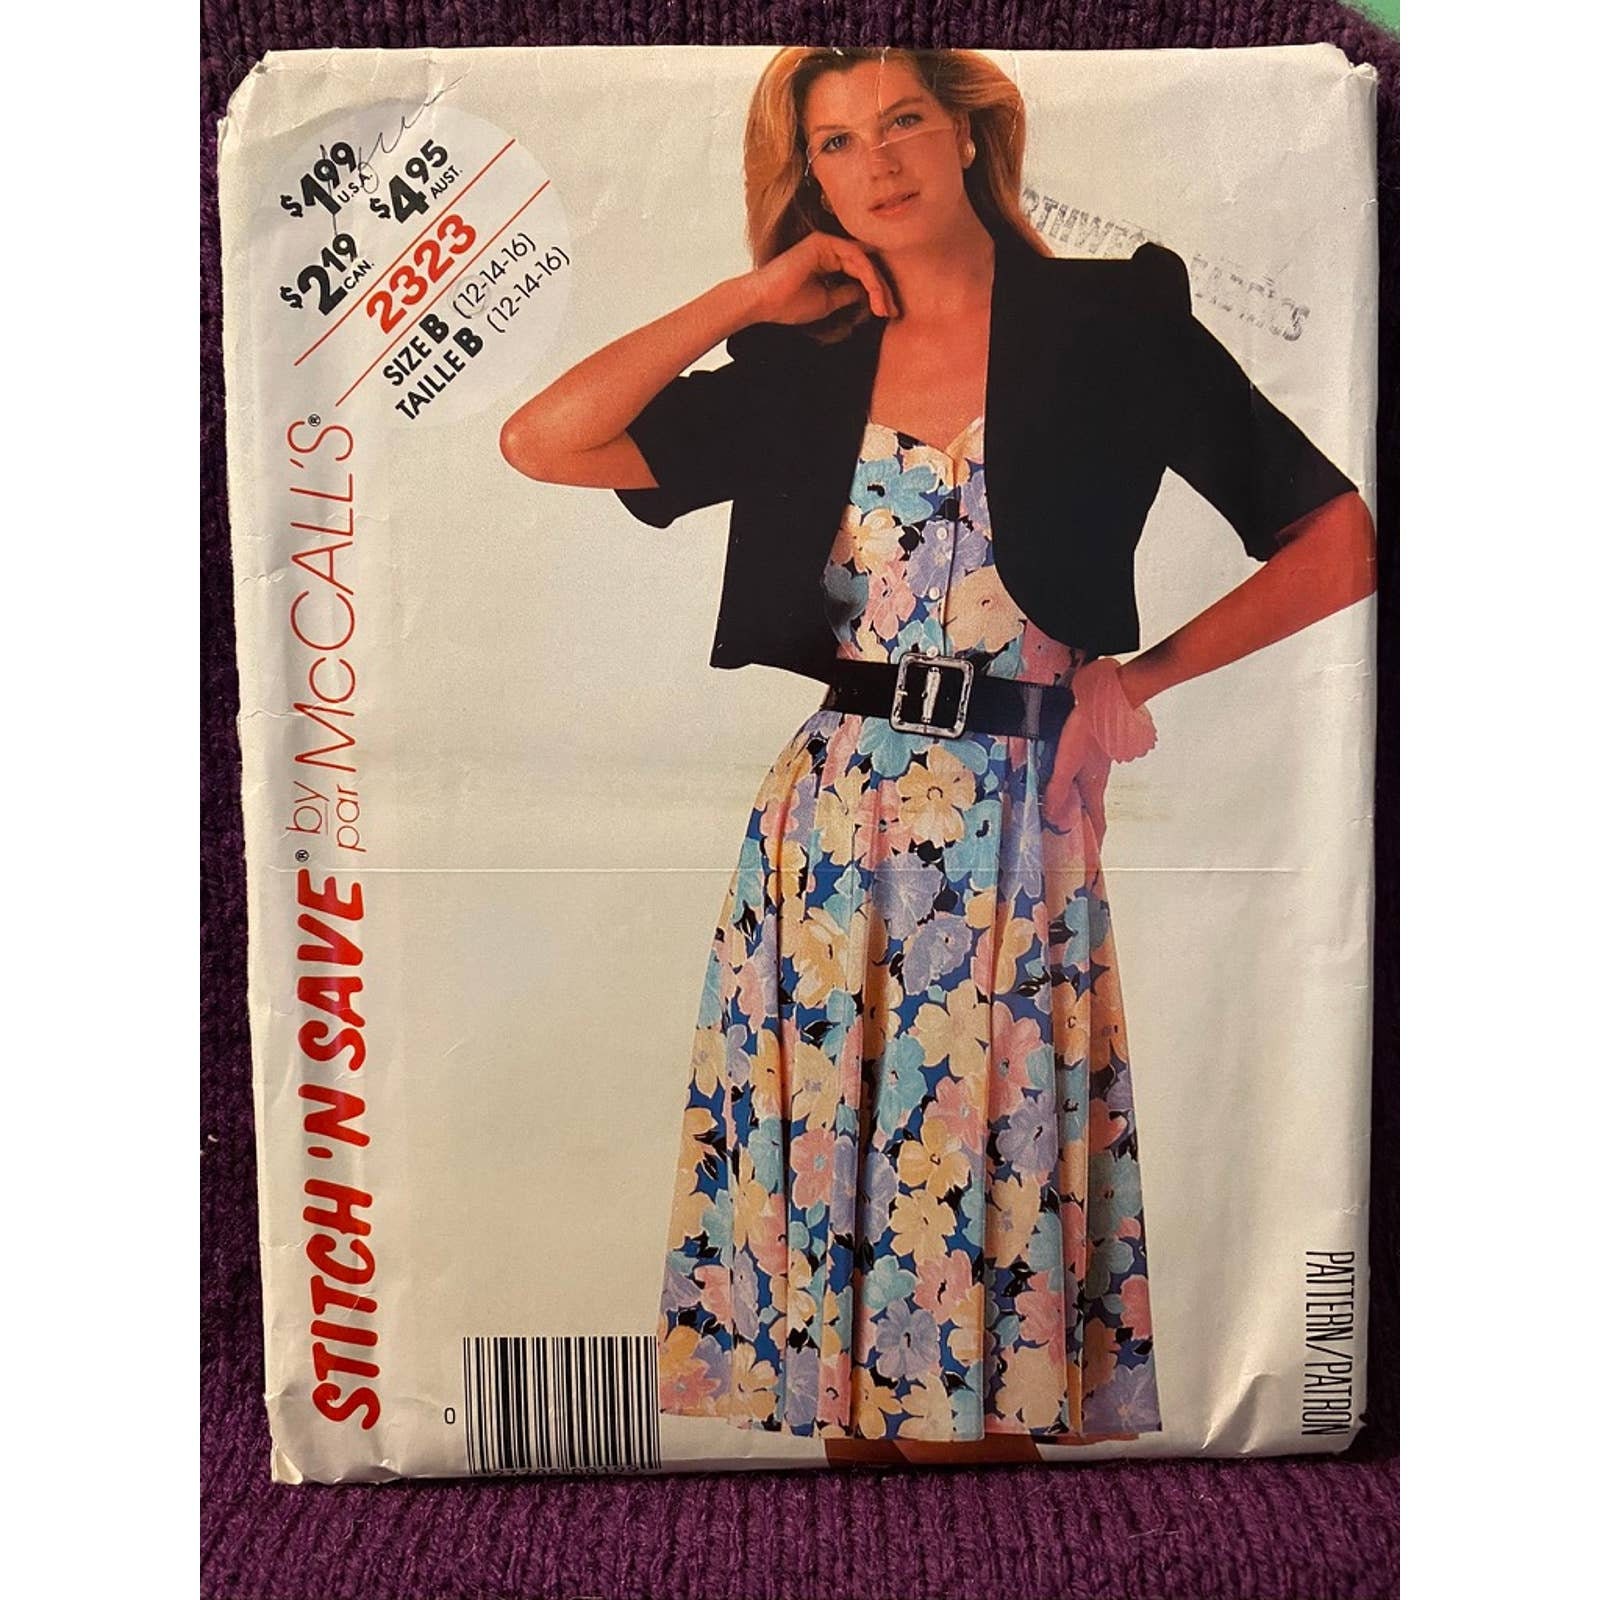 $1.99 U.S.A.
$4.95 AUST.
$2.19 CAN.
2323
SIZE B (12-14-16)
TAILLE B (12-14-16)
STITCH 'N SAVE® by McCALL'S®
par
PATTERN/PATRON
0